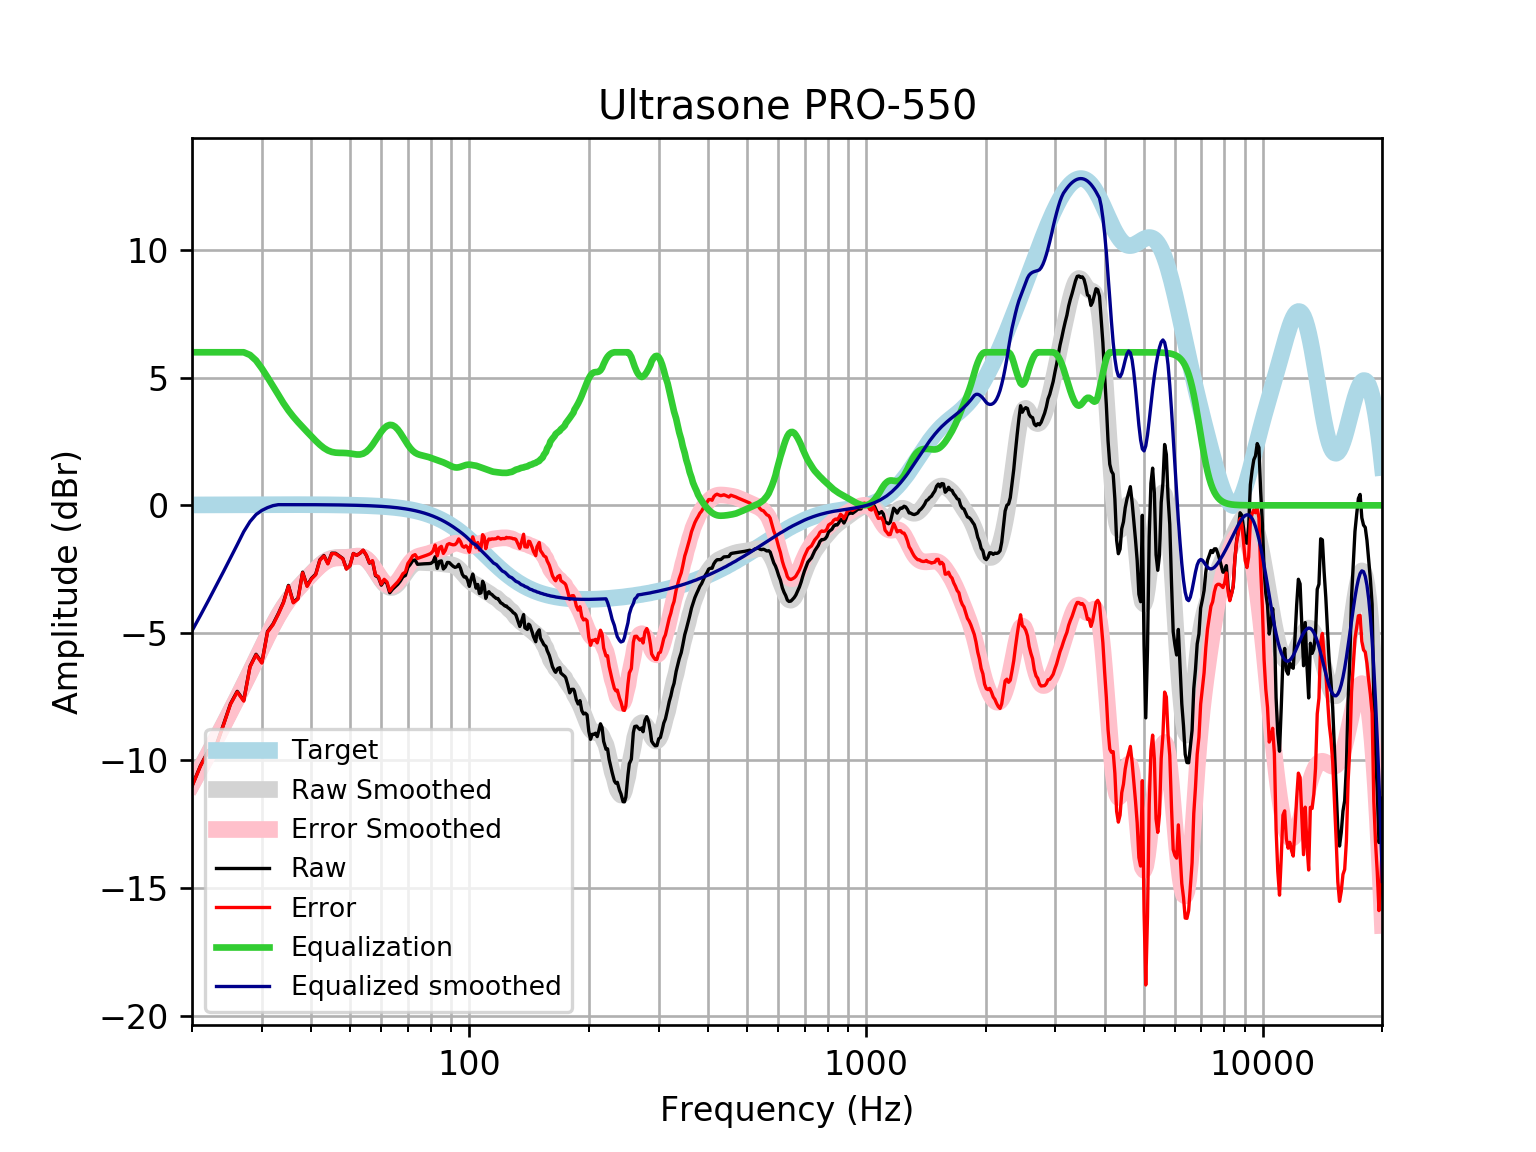 Ultrasone PRO-550
Amplitude (dBr)
10
5
0
−5
−10
−15
−20
Target
Raw Smoothed
Error Smoothed
Raw
Error
Equalization
Equalized smoothed
100
1000
10000
Frequency (Hz)